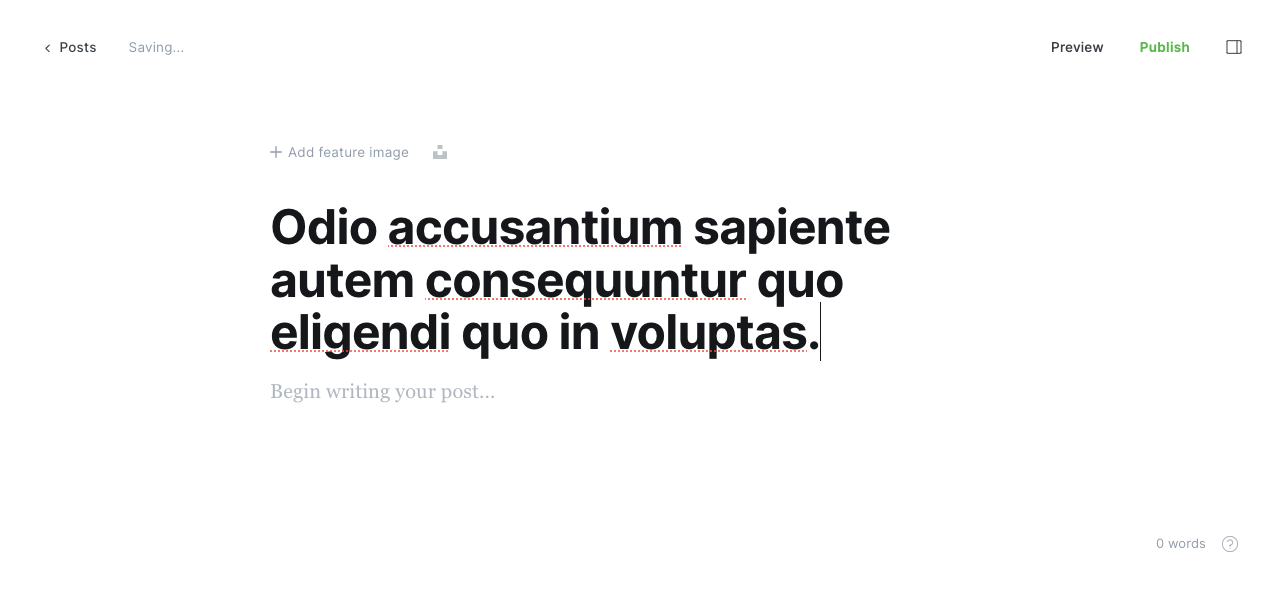 Posts
Saving...
Preview
Publish
Add feature image
Odio accusantium sapiente
autem consequuntur quo
eligendi quo in voluptas.
Begin writing your post...
0 words
?